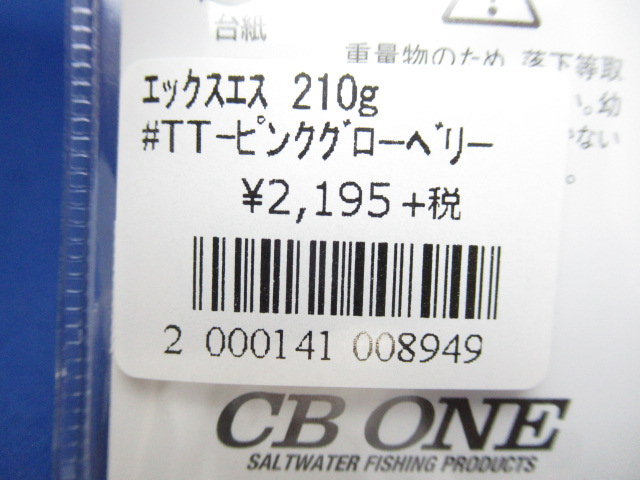 台紙
重量物のため、落下等取
い。幼
ない
。
ｴｯｸｽｴｽ 210g
#TT-ﾋﾟﾝｸｸﾞﾛｰﾍﾞﾘｰ
¥2,195+税
2 000141 008949
CB ONE
SALTWATER FISHING PRODUCTS